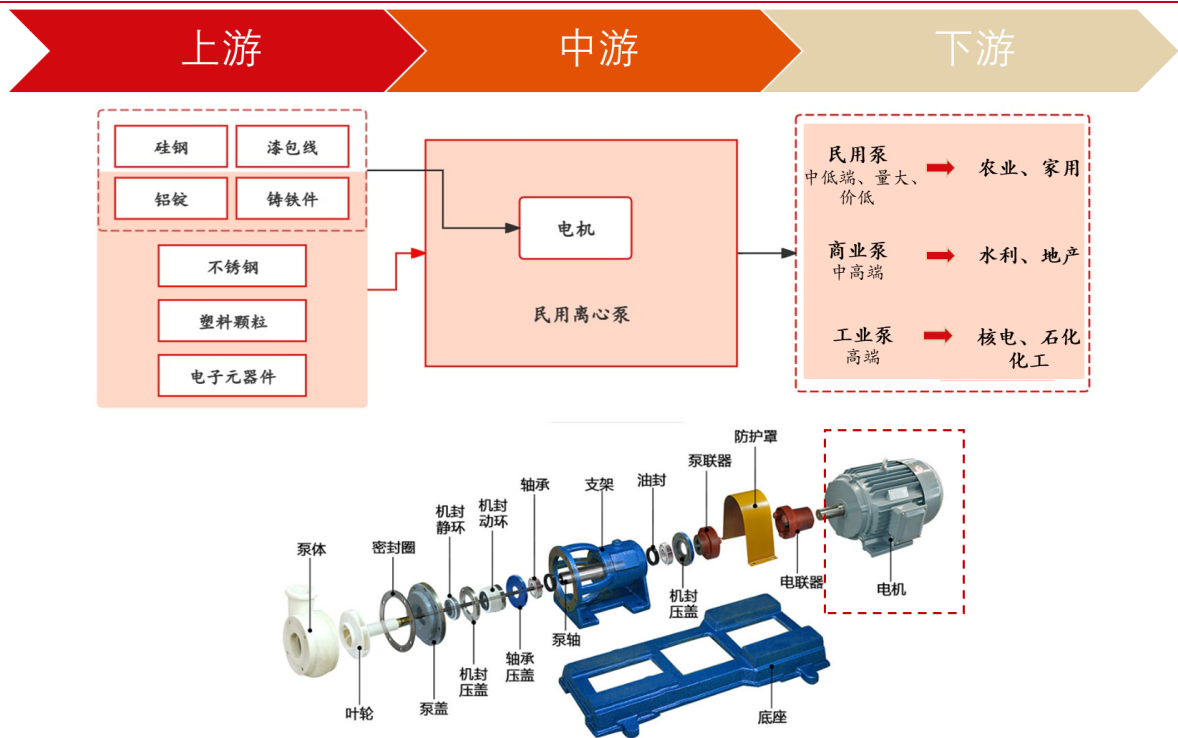 上游
中游
下游
硅钢
漆包线
铝锭
铸铁件
不锈钢
塑料颗粒
电子元器件
电机
民用离心泵
民用泵
中低端、量大、
价低
农业、家用
商业泵
中高端
水利、地产
工业泵
高端
核电、石化
化工
泵体
叶轮
密封圈
泵盖
机封
静环
机封
压盖
机封
动环
轴承
压盖
轴承
泵轴
支架
油封
机封
压盖
泵联器
防护罩
电联器
电机
底座